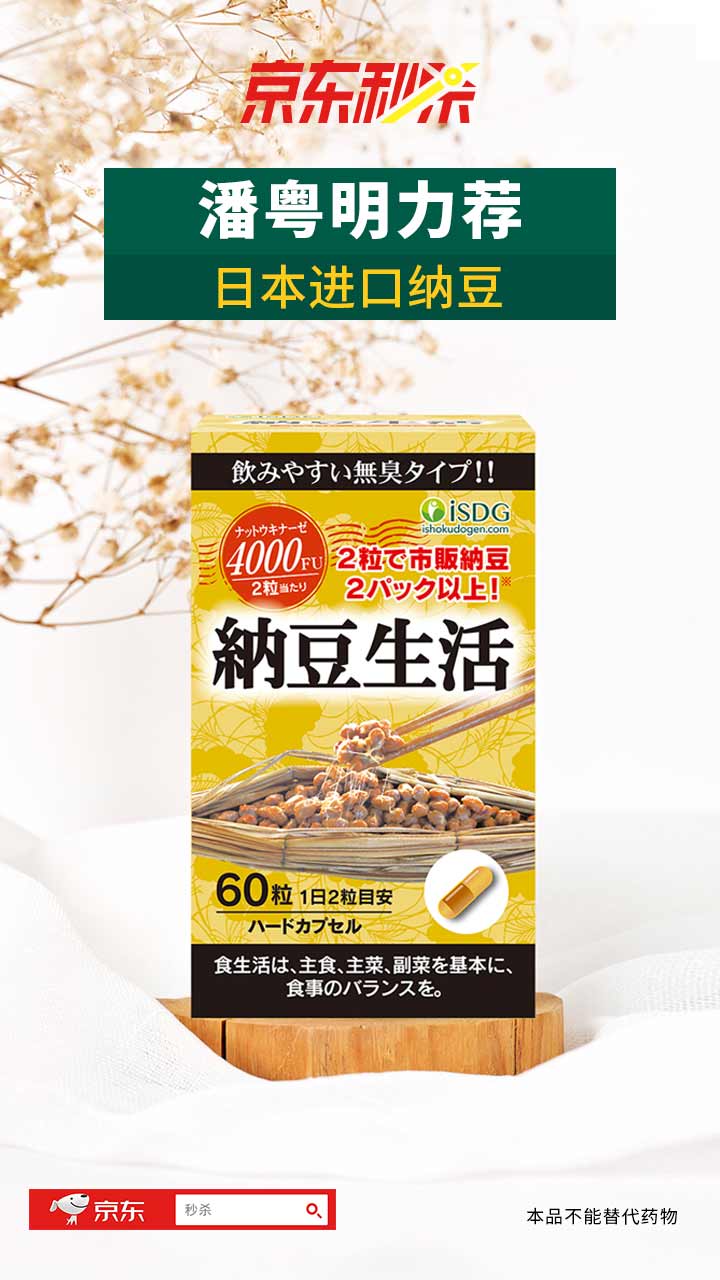 京东秒杀
潘粤明力荐
日本进口纳豆
飲みやすい無臭タイプ!!
iSDG
ishokudogen.com
ナットウキナーゼ
4000FU
2粒当たり
2粒で市販納豆
2パック以上!※
納豆生活
60粒 1日2粒目安
ハードカプセル
食生活は、主食、主菜、副菜を基本に、
食事のバランスを。
京东 秒杀
本品不能替代药物